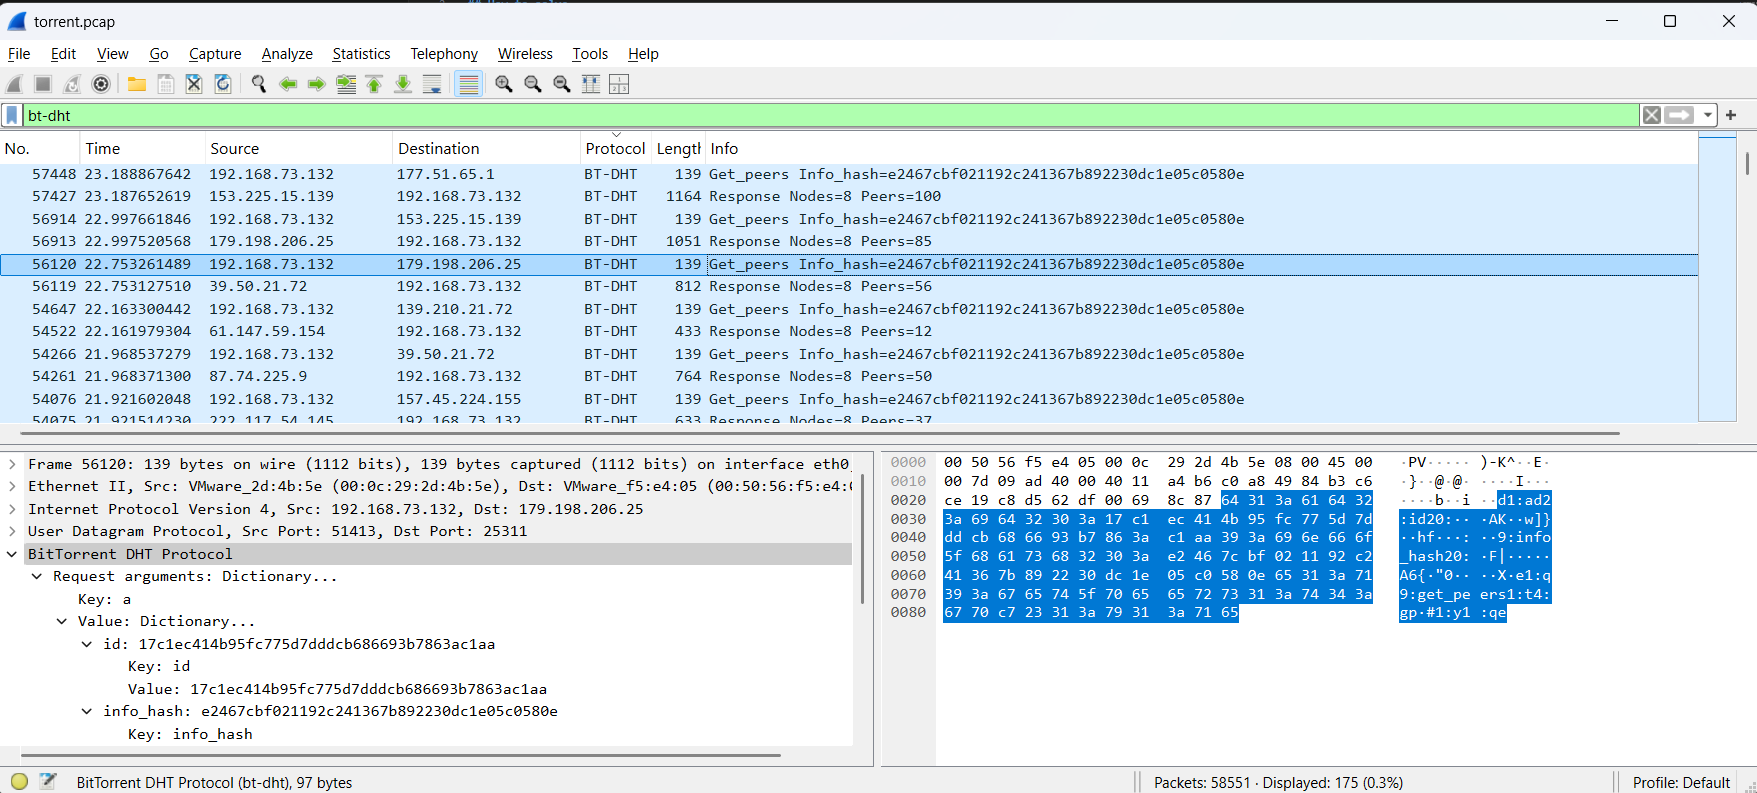 torrent.pcap
File Edit View Go Capture Analyze Statistics Telephony Wireless Tools Help
bt-dht
No. Time Source Destination Protocol Length Info
57448 23.188867642 192.168.73.132 177.51.65.1 BT-DHT 139 Get_peers Info_hash=e2467cbf021192c241367b892230dc1e05c0580e
57427 23.187652619 153.225.15.139 192.168.73.132 BT-DHT 1164 Response Nodes=8 Peers=100
56914 22.997661846 192.168.73.132 153.225.15.139 BT-DHT 139 Get_peers Info_hash=e2467cbf021192c241367b892230dc1e05c0580e
56913 22.997520568 179.198.206.25 192.168.73.132 BT-DHT 1051 Response Nodes=8 Peers=85
56120 22.753261489 192.168.73.132 179.198.206.25 BT-DHT 139 Get_peers Info_hash=e2467cbf021192c241367b892230dc1e05c0580e
56119 22.753127510 39.50.21.72 192.168.73.132 BT-DHT 812 Response Nodes=8 Peers=56
54647 22.163300442 192.168.73.132 139.210.21.72 BT-DHT 139 Get_peers Info_hash=e2467cbf021192c241367b892230dc1e05c0580e
54522 22.161979304 61.147.59.154 192.168.73.132 BT-DHT 433 Response Nodes=8 Peers=12
54266 21.968537279 192.168.73.132 39.50.21.72 BT-DHT 139 Get_peers Info_hash=e2467cbf021192c241367b892230dc1e05c0580e
54261 21.968371300 87.74.225.9 192.168.73.132 BT-DHT 764 Response Nodes=8 Peers=50
54076 21.921602048 192.168.73.132 157.45.224.155 BT-DHT 139 Get_peers Info_hash=e2467cbf021192c241367b892230dc1e05c0580e
54075 21.921514230 222.117.54.145 192.168.73.132 BT-DHT 633 Response Nodes=8 Peers=37
Frame 56120: 139 bytes on wire (1112 bits), 139 bytes captured (1112 bits) on interface eth0
Ethernet II, Src: VMware_2d:4b:5e (00:0c:29:2d:4b:5e), Dst: VMware_f5:e4:05 (00:50:56:f5:e4:0
Internet Protocol Version 4, Src: 192.168.73.132, Dst: 179.198.206.25
User Datagram Protocol, Src Port: 51413, Dst Port: 25311
BitTorrent DHT Protocol
Request arguments: Dictionary...
Key: a
Value: Dictionary...
id: 17c1ec414b95fc775d7dddcb686693b7863ac1aa
Key: id
Value: 17c1ec414b95fc775d7dddcb686693b7863ac1aa
info_hash: e2467cbf021192c241367b892230dc1e05c0580e
Key: info_hash
0000 00 50 56 f5 e4 05 00 0c 29 2d 4b 5e 08 00 45 00 ·PV····· )-K^··E·
0010 00 7d 09 ad 40 00 40 11 a4 b6 c0 a8 49 84 b3 c6 ·}··@·@· ····I···
0020 ce 19 c8 d5 62 df 00 69 8c 87 64 31 3a 61 64 32 ····b··i ··d1:ad2
0030 3a 69 64 32 30 3a 17 c1 ec 41 4b 95 fc 77 5d 7d :id20:·· ·AK··w]}
0040 dd cb 68 66 93 b7 86 3a c1 aa 39 3a 69 6e 66 6f ··hf···: ··9:info
0050 5f 68 61 73 68 32 30 3a e2 46 7c bf 02 11 92 c2 _hash20: ·F|·····
0060 41 36 7b 89 22 30 dc 1e 05 c0 58 0e 65 31 3a 71 A6{·"0·· ··X·e1:q
0070 39 3a 67 65 74 5f 70 65 65 72 73 31 3a 74 34 3a 9:get_pe ers1:t4:
0080 67 70 c7 23 31 3a 79 31 3a 71 65 gp·#1:y1 :qe
BitTorrent DHT Protocol (bt-dht), 97 bytes
Packets: 58551 · Displayed: 175 (0.3%)
Profile: Default